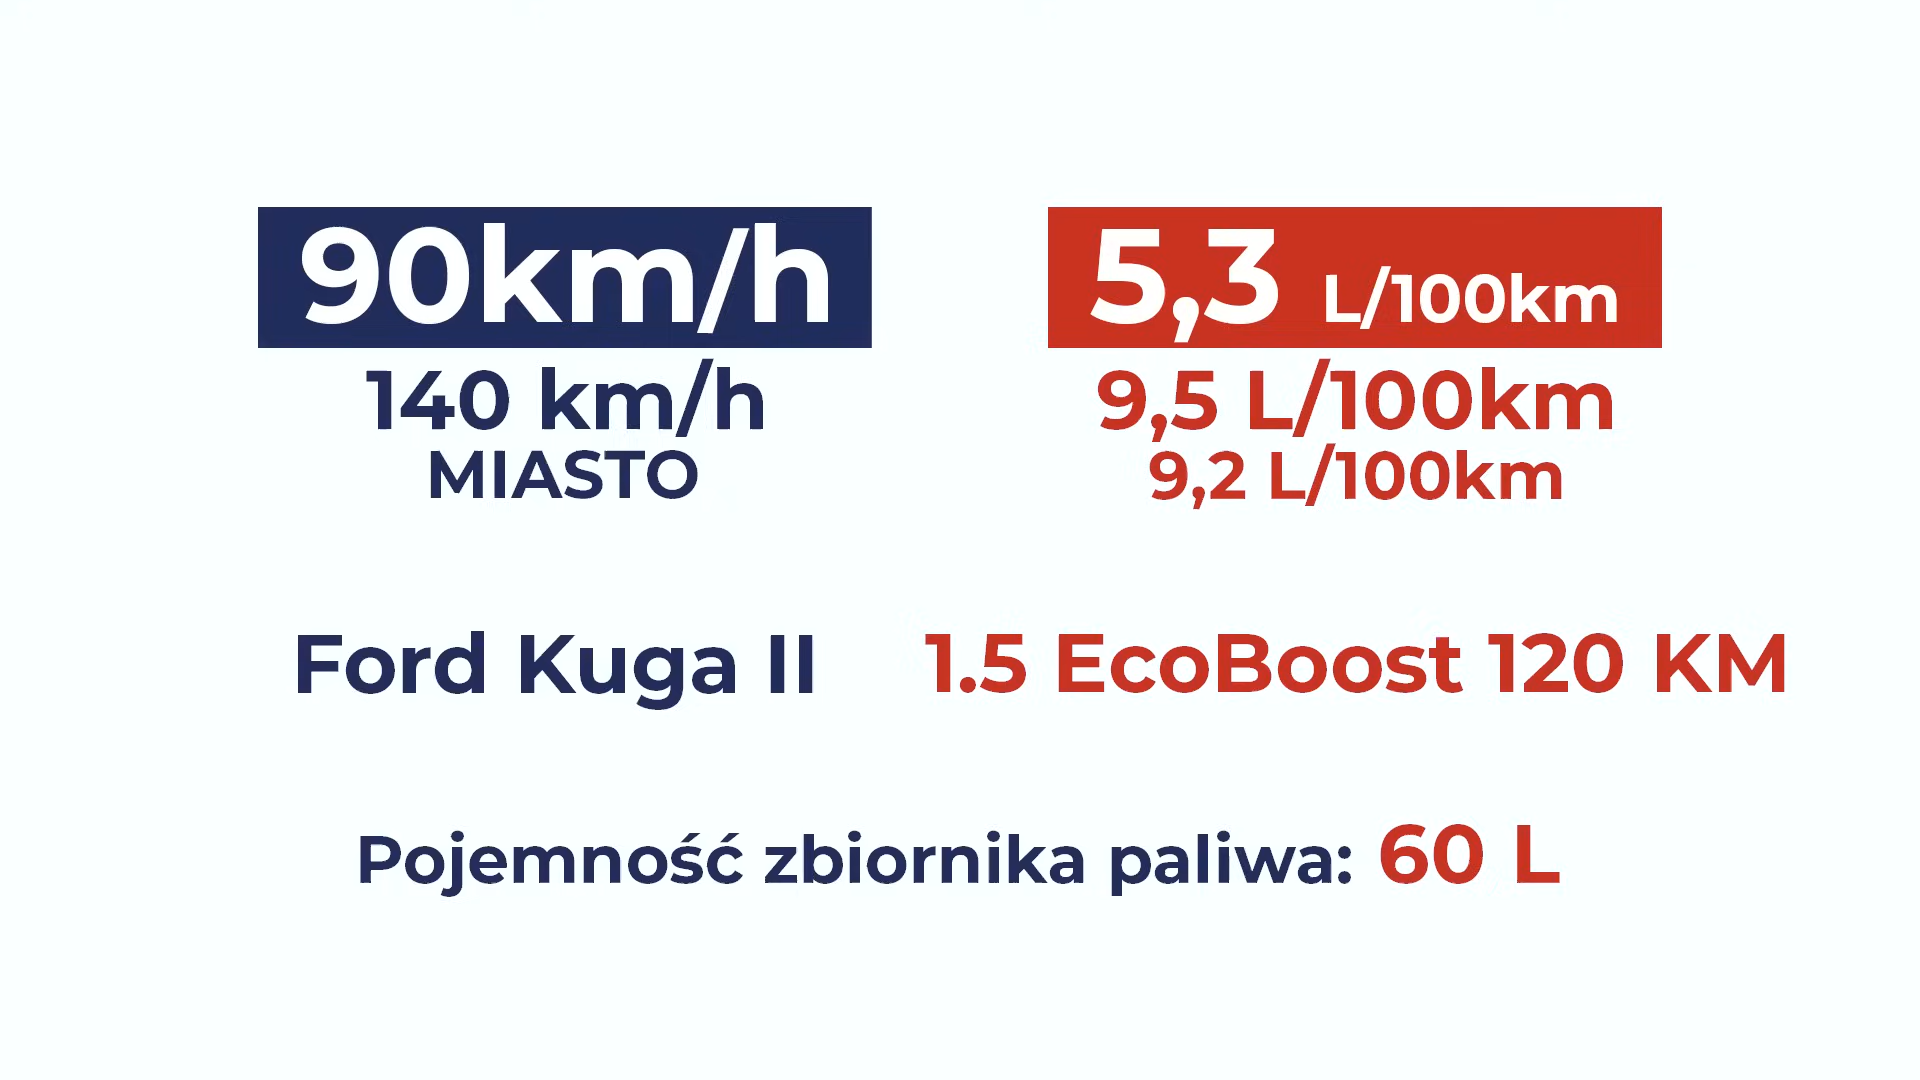 90km/h 5,3 L/100km
140 km/h 9,5 L/100km
MIASTO 9,2 L/100km
Ford Kuga II 1.5 EcoBoost 120 KM
Pojemność zbiornika paliwa: 60 L